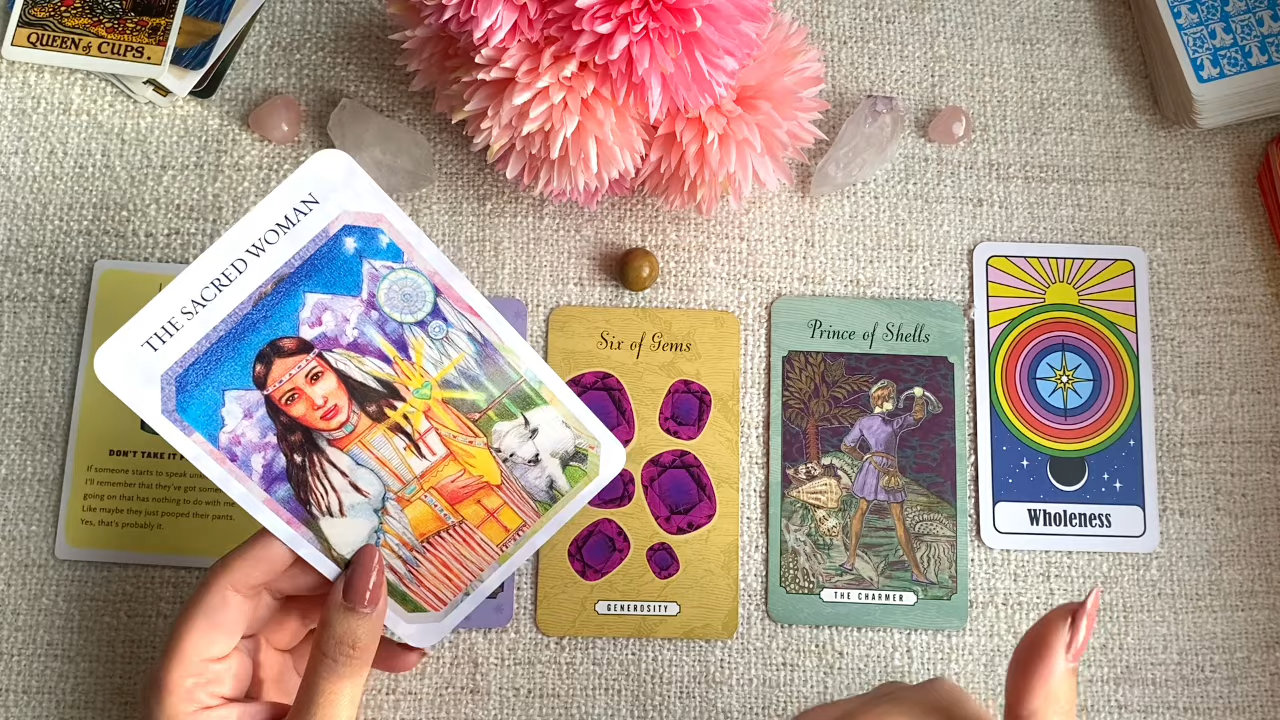 QUEEN of CUPS.
THE SACRED WOMAN
DON'T TAKE IT
If someone starts to speak
I'll remember that they've got
going on that has nothing to do with me.
Like maybe they just pooped their pants.
Yes, that's probably it.
Six of Gems
GENEROSITY
Prince of Shells
THE CHARMER
Wholeness